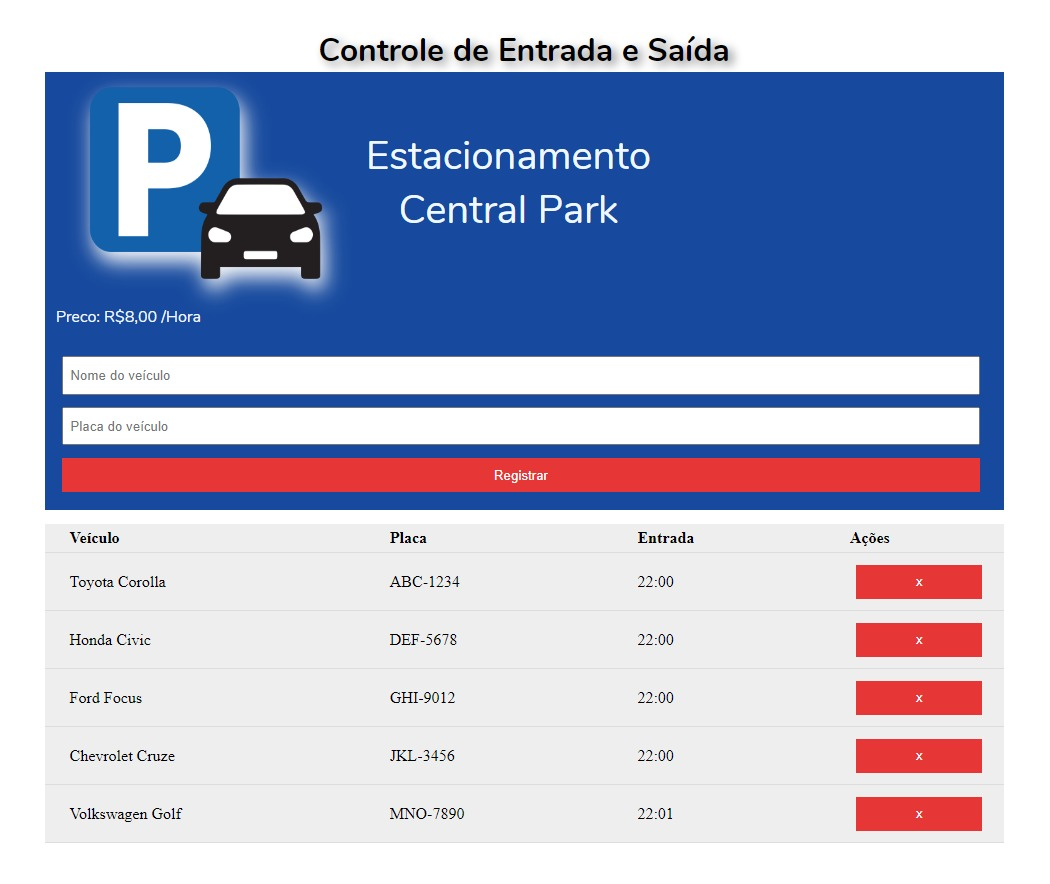 Controle de Entrada e Saída
P
Estacionamento
Central Park
Preco: R$8,00 /Hora
Nome do veículo
Placa do veículo
Registrar
Veículo Placa Entrada Ações
Toyota Corolla ABC-1234 22:00 x
Honda Civic DEF-5678 22:00 x
Ford Focus GHI-9012 22:00 x
Chevrolet Cruze JKL-3456 22:00 x
Volkswagen Golf MNO-7890 22:01 x